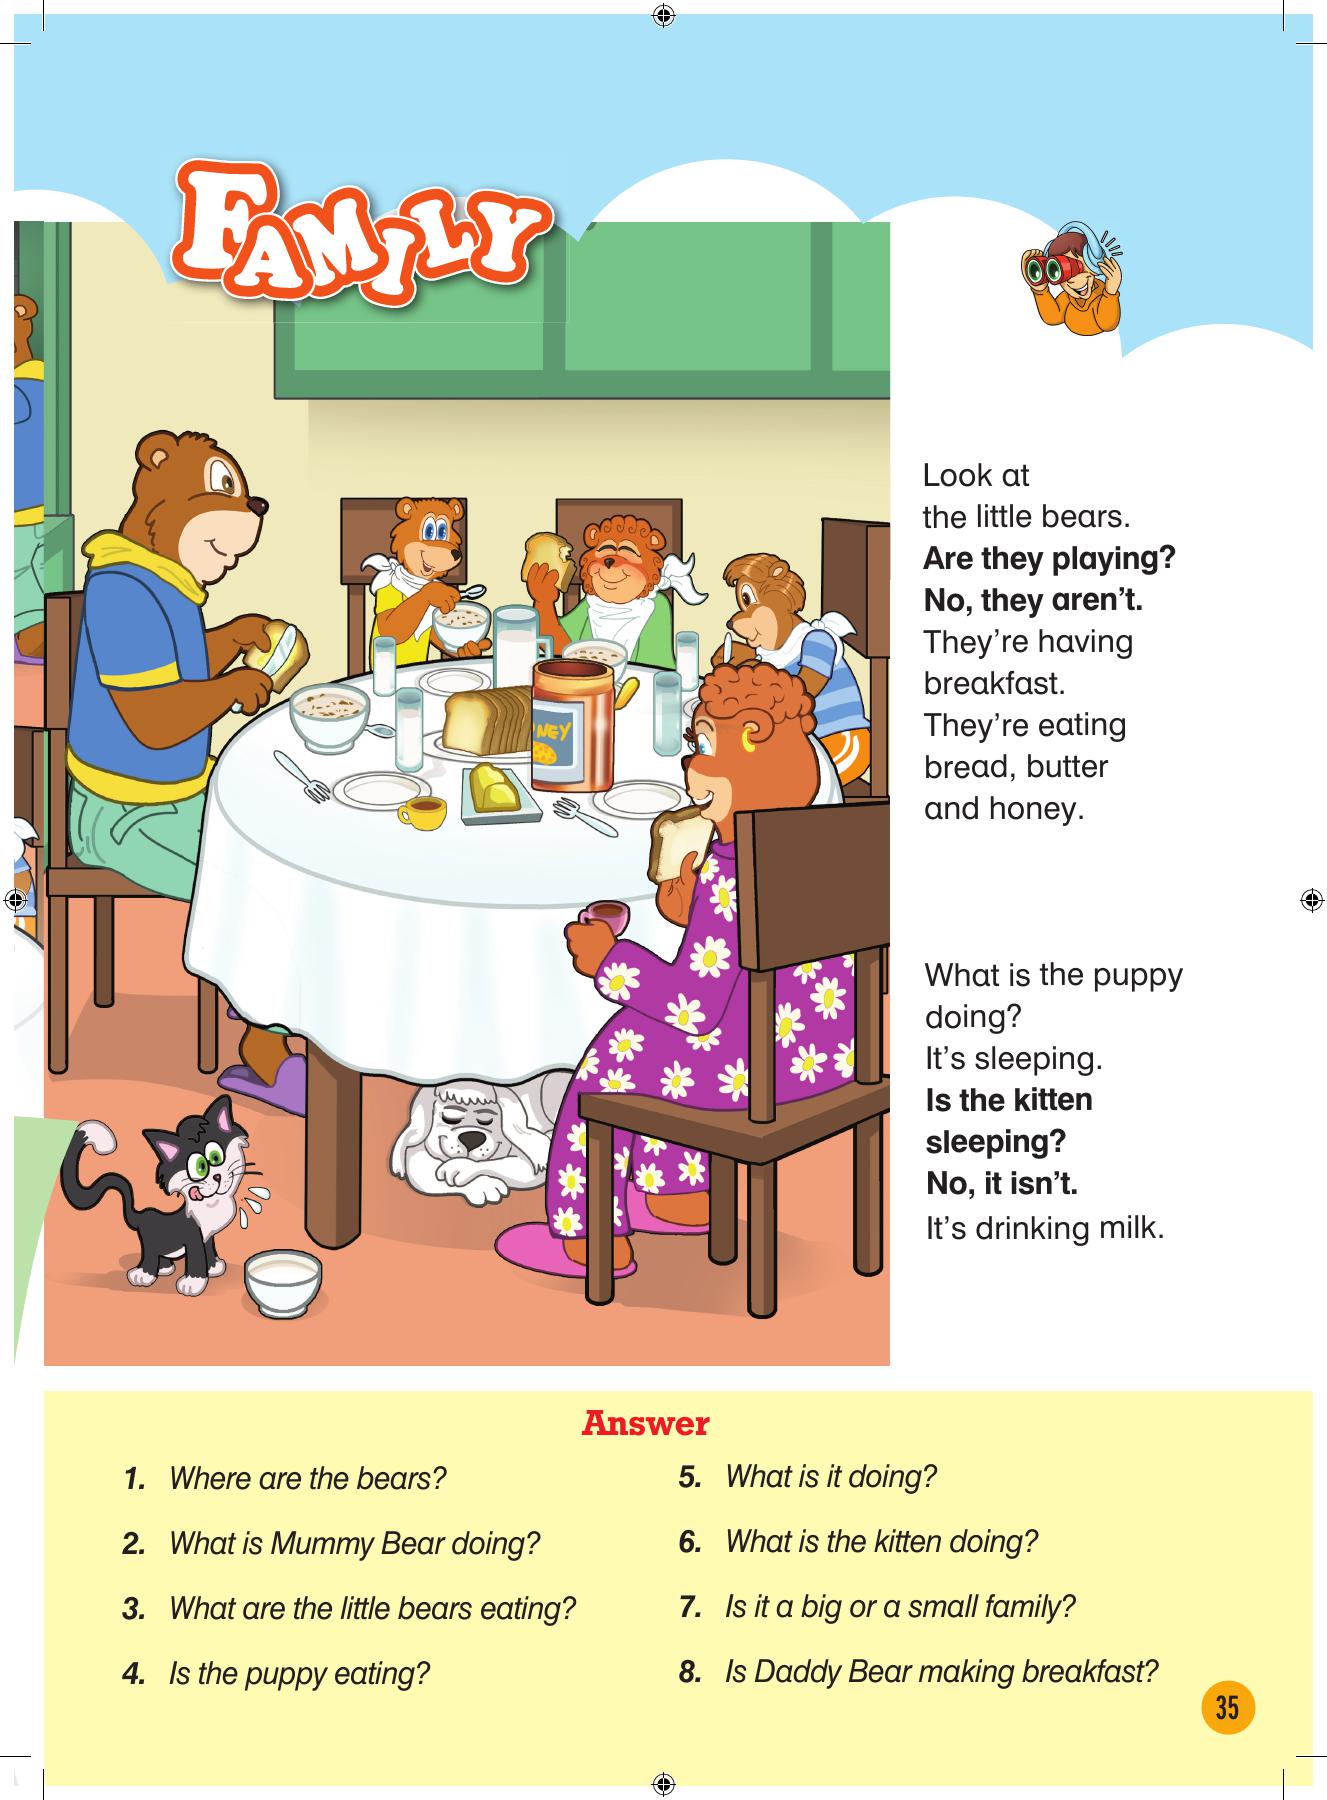 FAMILY
Look at
the little bears.
Are they playing?
No, they aren't.
They're having
breakfast.
They're eating
bread, butter
and honey.
What is the puppy
doing?
It's sleeping.
Is the kitten
sleeping?
No, it isn't.
It's drinking milk.
NEY
Answer
1. Where are the bears?
2. What is Mummy Bear doing?
3. What are the little bears eating?
4. Is the puppy eating?
5. What is it doing?
6. What is the kitten doing?
7. Is it a big or a small family?
8. Is Daddy Bear making breakfast?
35